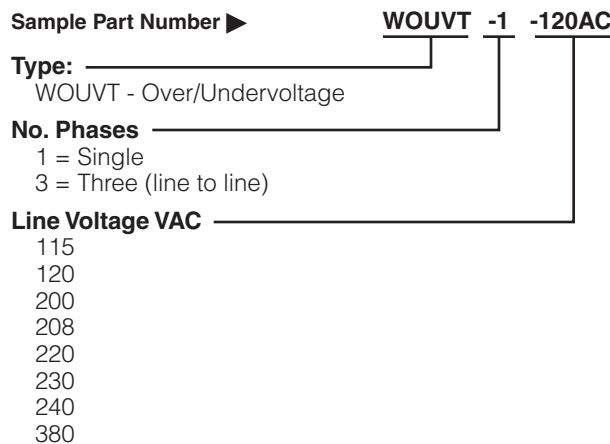 Sample Part Number ▶ WOUVT -1 -120AC
Type:
WOUVT - Over/Undervoltage
No. Phases
1 = Single
3 = Three (line to line)
Line Voltage VAC
115
120
200
208
220
230
240
380